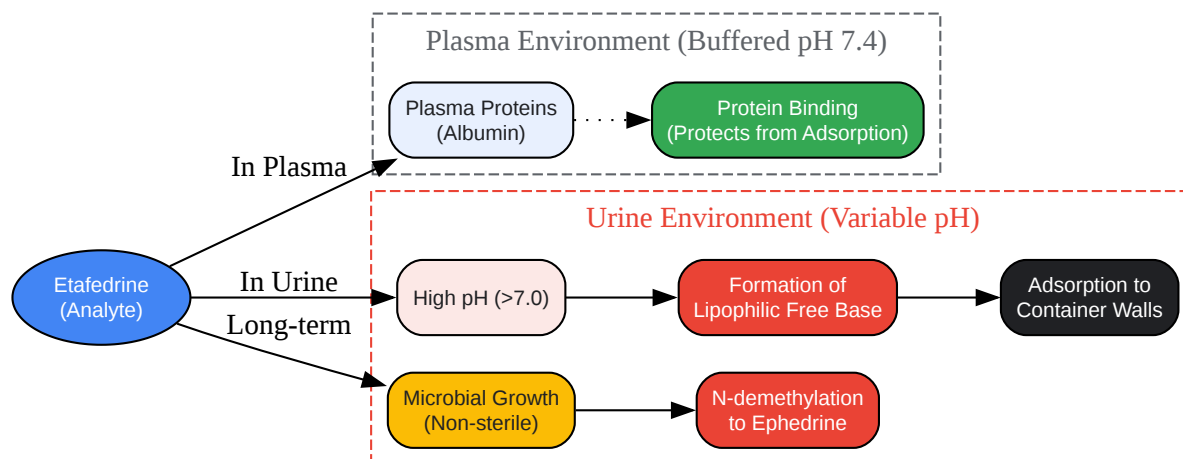 Plasma Environment (Buffered pH 7.4)
Plasma Proteins
(Albumin)
Protein Binding
(Protects from Adsorption)
In Plasma
Urine Environment (Variable pH)
Etafedrine
(Analyte)
In Urine
High pH (>7.0)
Formation of
Lipophilic Free Base
Adsorption to
Container Walls
Long-term
Microbial Growth
(Non-sterile)
N-demethylation
to Ephedrine